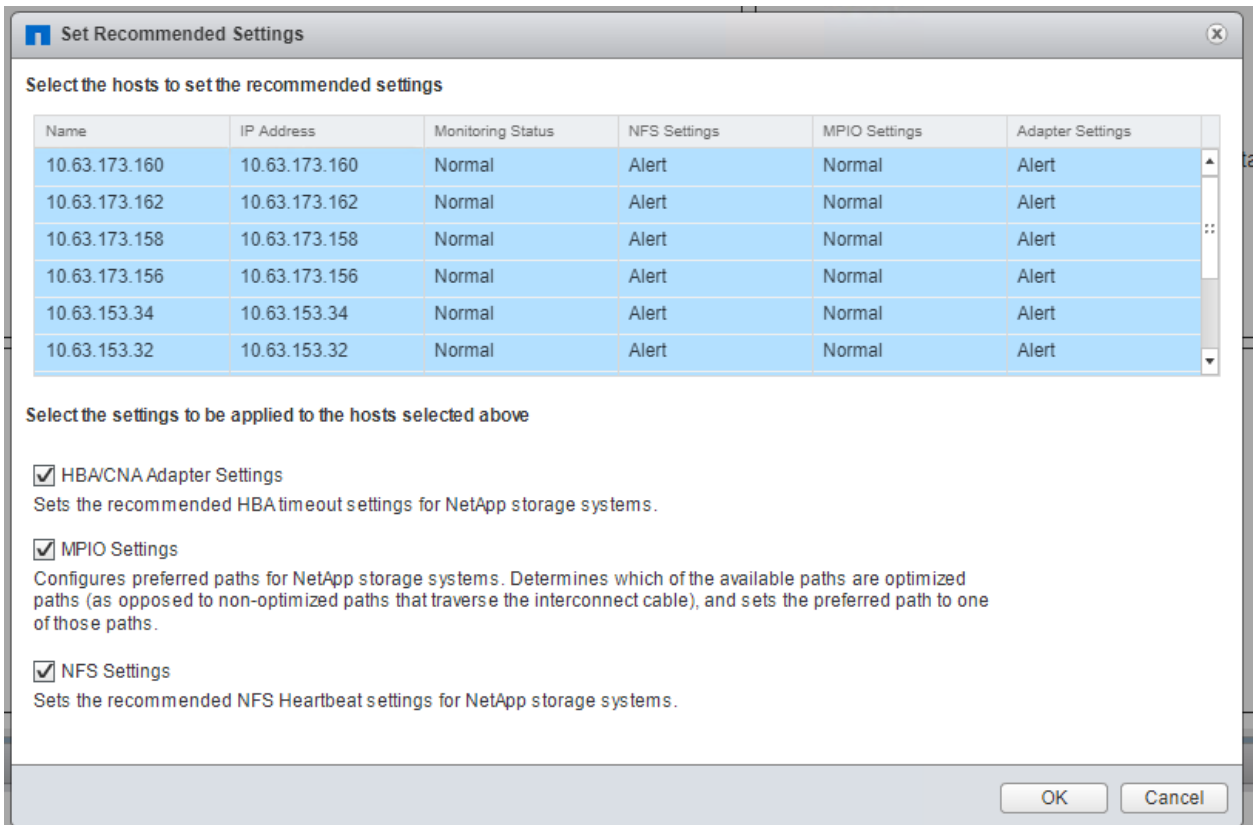 Set Recommended Settings
Select the hosts to set the recommended settings
Name IP Address Monitoring Status NFS Settings MPIO Settings Adapter Settings
10.63.173.160 10.63.173.160 Normal Alert Normal Alert
10.63.173.162 10.63.173.162 Normal Alert Normal Alert
10.63.173.158 10.63.173.158 Normal Alert Normal Alert
10.63.173.156 10.63.173.156 Normal Alert Normal Alert
10.63.153.34 10.63.153.34 Normal Alert Normal Alert
10.63.153.32 10.63.153.32 Normal Alert Normal Alert
Select the settings to be applied to the hosts selected above
HBA/CNA Adapter Settings
Sets the recommended HBA timeout settings for NetApp storage systems.
MPIO Settings
Configures preferred paths for NetApp storage systems. Determines which of the available paths are optimized
paths (as opposed to non-optimized paths that traverse the interconnect cable), and sets the preferred path to one
of those paths.
NFS Settings
Sets the recommended NFS Heartbeat settings for NetApp storage systems.
OK Cancel